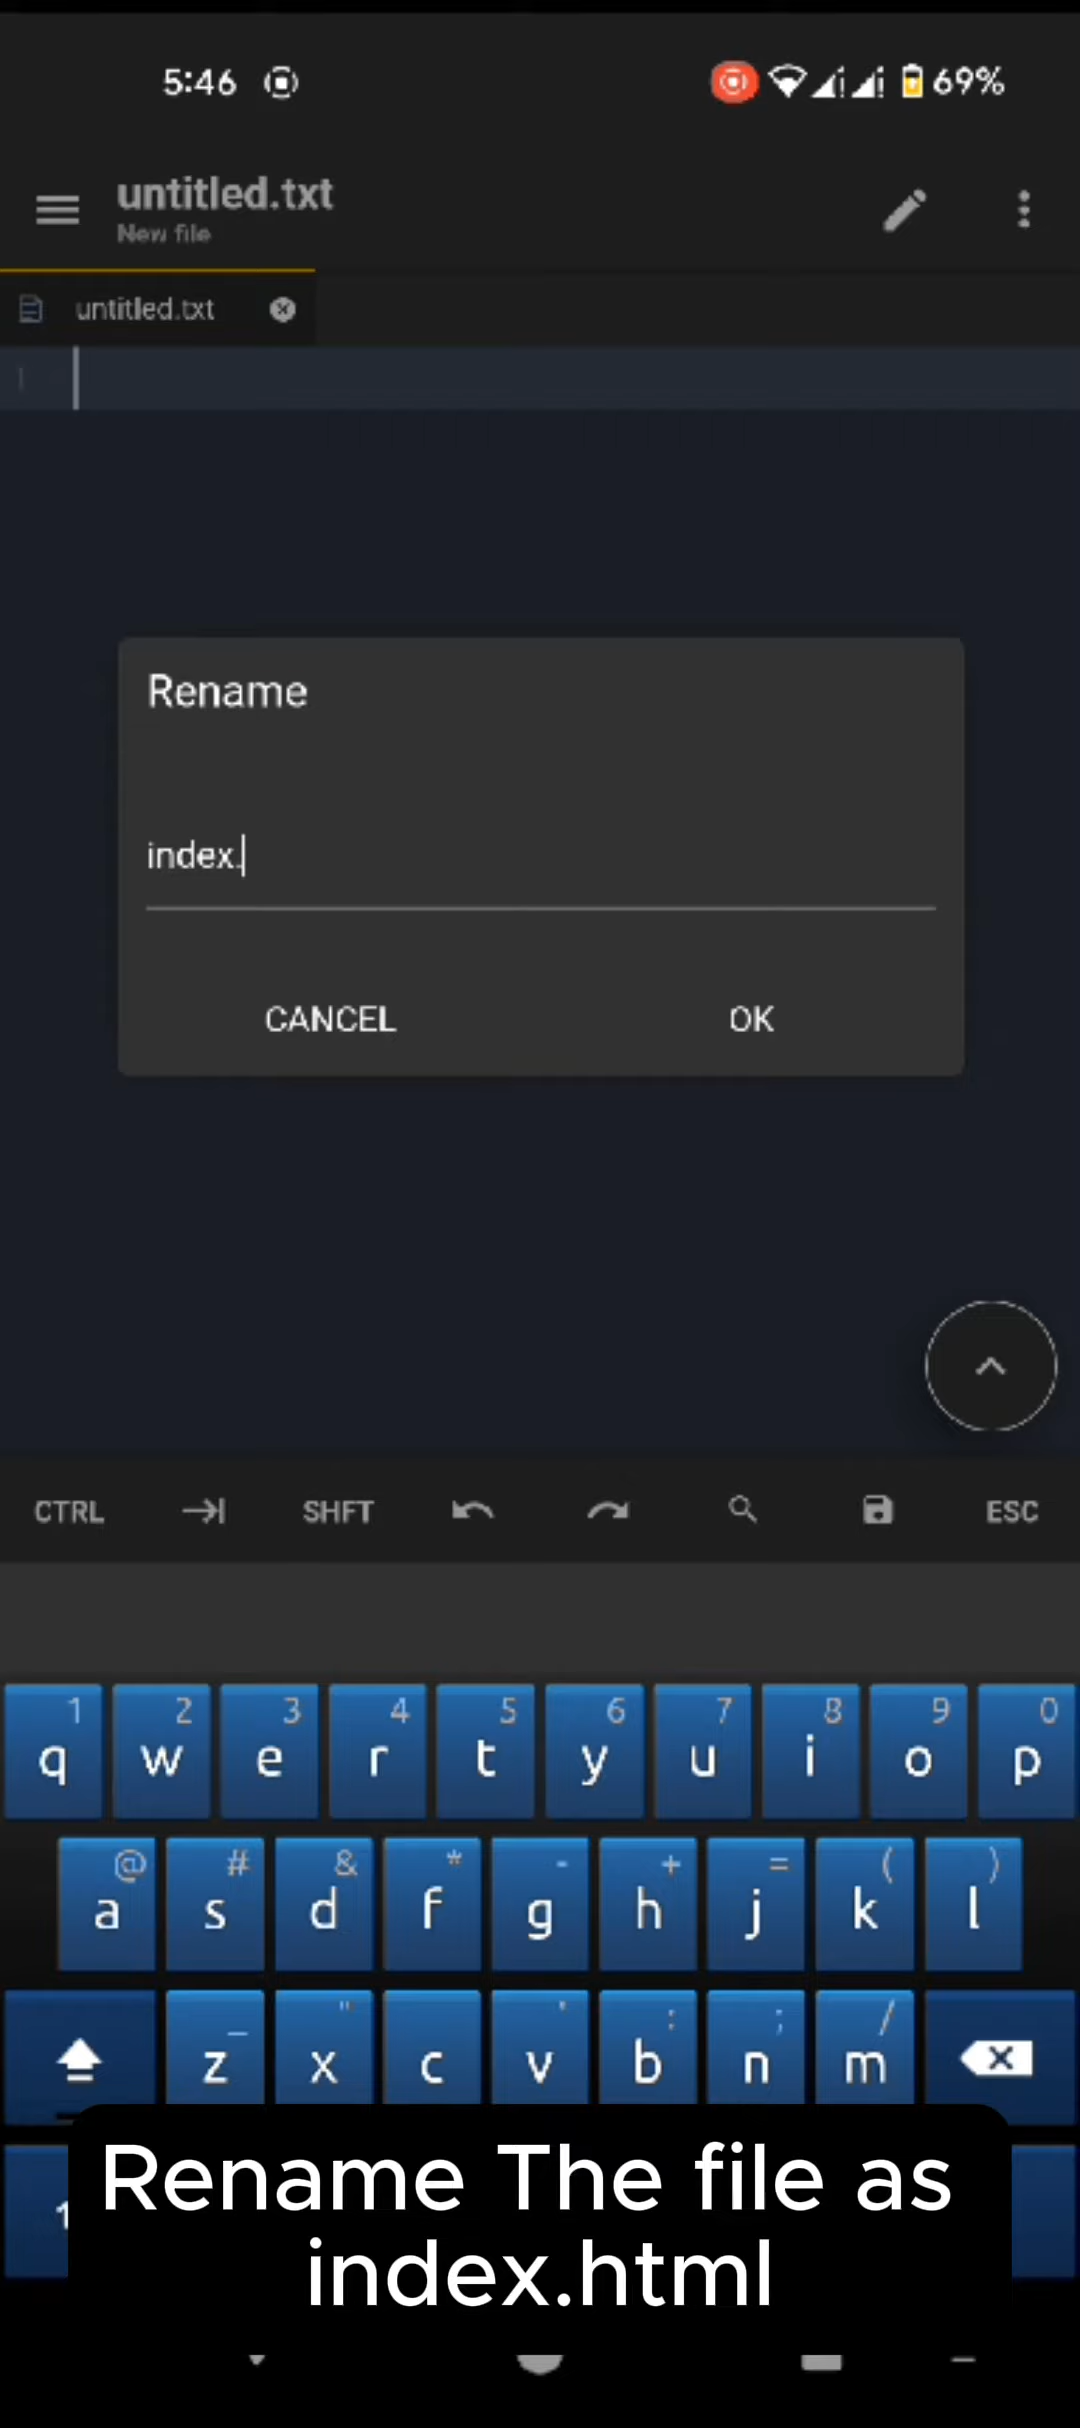 5:46
69%
untitled.txt
New file
untitled.txt
1
Rename
index.
CANCEL OK
CTRL SHFT ESC
1 2 3 4 5 6 7 8 9 0
q w e r t y u i o p
@ # & * - + = ( )
a s d f g h j k l
_ " ' : ; /
z x c v b n m
Rename The file as
index.html